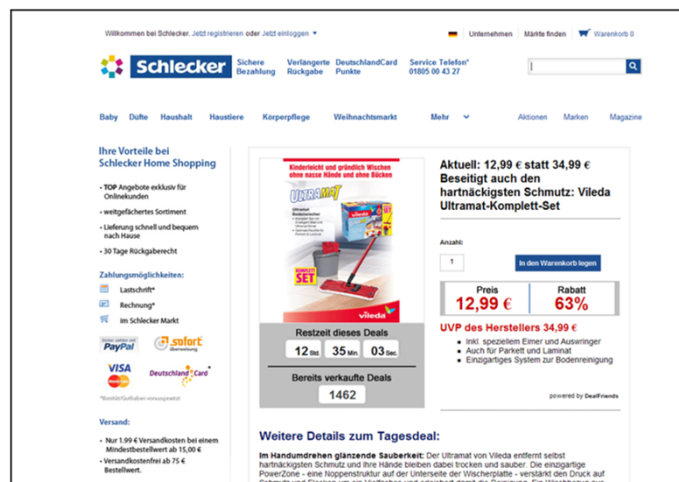 Willkommen bei Schlecker. Jetzt registrieren oder Jetzt einloggen
Unternehmen Märkte finden Warenkorb 0
Schlecker
Sichere Bezahlung
Verlängerte Rückgabe
DeutschlandCard Punkte
Service Telefon*
01805 00 43 27
Baby Düfte Haushalt Haustiere Körperpflege Weihnachtsmarkt Mehr Aktionen Marken Magazine
Ihre Vorteile bei
Schlecker Home Shopping
• TOP Angebote exklusiv für
Onlinekunden
• weitgefächertes Sortiment
• Lieferung schnell und bequem
nach Hause
• 30 Tage Rückgaberecht
Zahlungsmöglichkeiten:
Lastschrift*
Rechnung*
im Schlecker Markt
PayPal
sofort
überweisung
VISA
DeutschlandCard
Versand:
• Nur 1.99 € Versandkosten bei einem
Mindestbestellwert ab 15,00 €
• Versandkostenfrei ab 75 €
Bestellwert.
Kinderleicht und gründlich Wischen
ohne nasse Hände und ohne Bücken
ULTRAMAT
vileda
KOMPLETT
SET
vileda
Restzeit dieses Deals
12 Std. 35 Min. 03 Sec.
Bereits verkaufte Deals
1462
Aktuell: 12,99 € statt 34,99 €
Beseitigt auch den
hartnäckigsten Schmutz: Vileda
Ultramat-Komplett-Set
Anzahl:
1
In den Warenkorb legen
Preis
12,99 €
Rabatt
63%
UVP des Herstellers 34,99 €
• Inkl. speziellem Eimer und Auswringer
• Auch für Parkett und Laminat
• Einzigartiges System zur Bodenreinigung
powered by DealFriends
Weitere Details zum Tagesdeal:
Im Handumdrehen glänzende Sauberkeit: Der Ultramat von Vileda entfernt selbst
hartnäckigsten Schmutz und Ihre Hände bleiben dabei trocken und sauber. Die einzigartige
PowerZone - eine Noppenstruktur auf der Unterseite der Wischerplatte - verstärkt den Druck auf